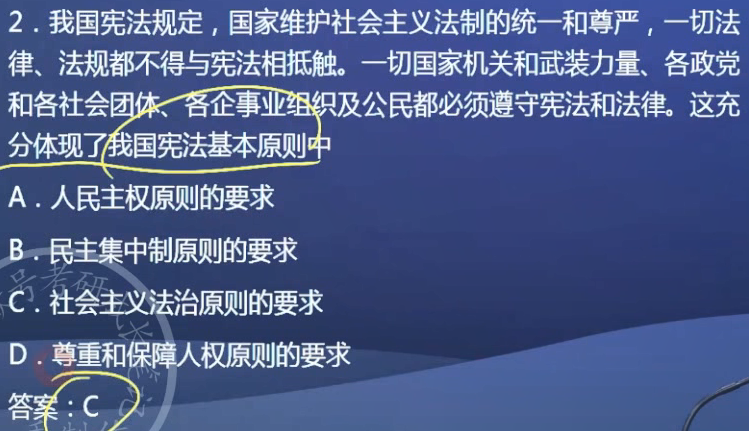 2．我国宪法规定，国家维护社会主义法制的统一和尊严，一切法
律、法规都不得与宪法相抵触。一切国家机关和武装力量、各政党
和各社会团体、各企事业组织及公民都必须遵守宪法和法律。这充
分体现了我国宪法基本原则中
A．人民主权原则的要求
B．民主集中制原则的要求
C．社会主义法治原则的要求
D．尊重和保障人权原则的要求
答案：C